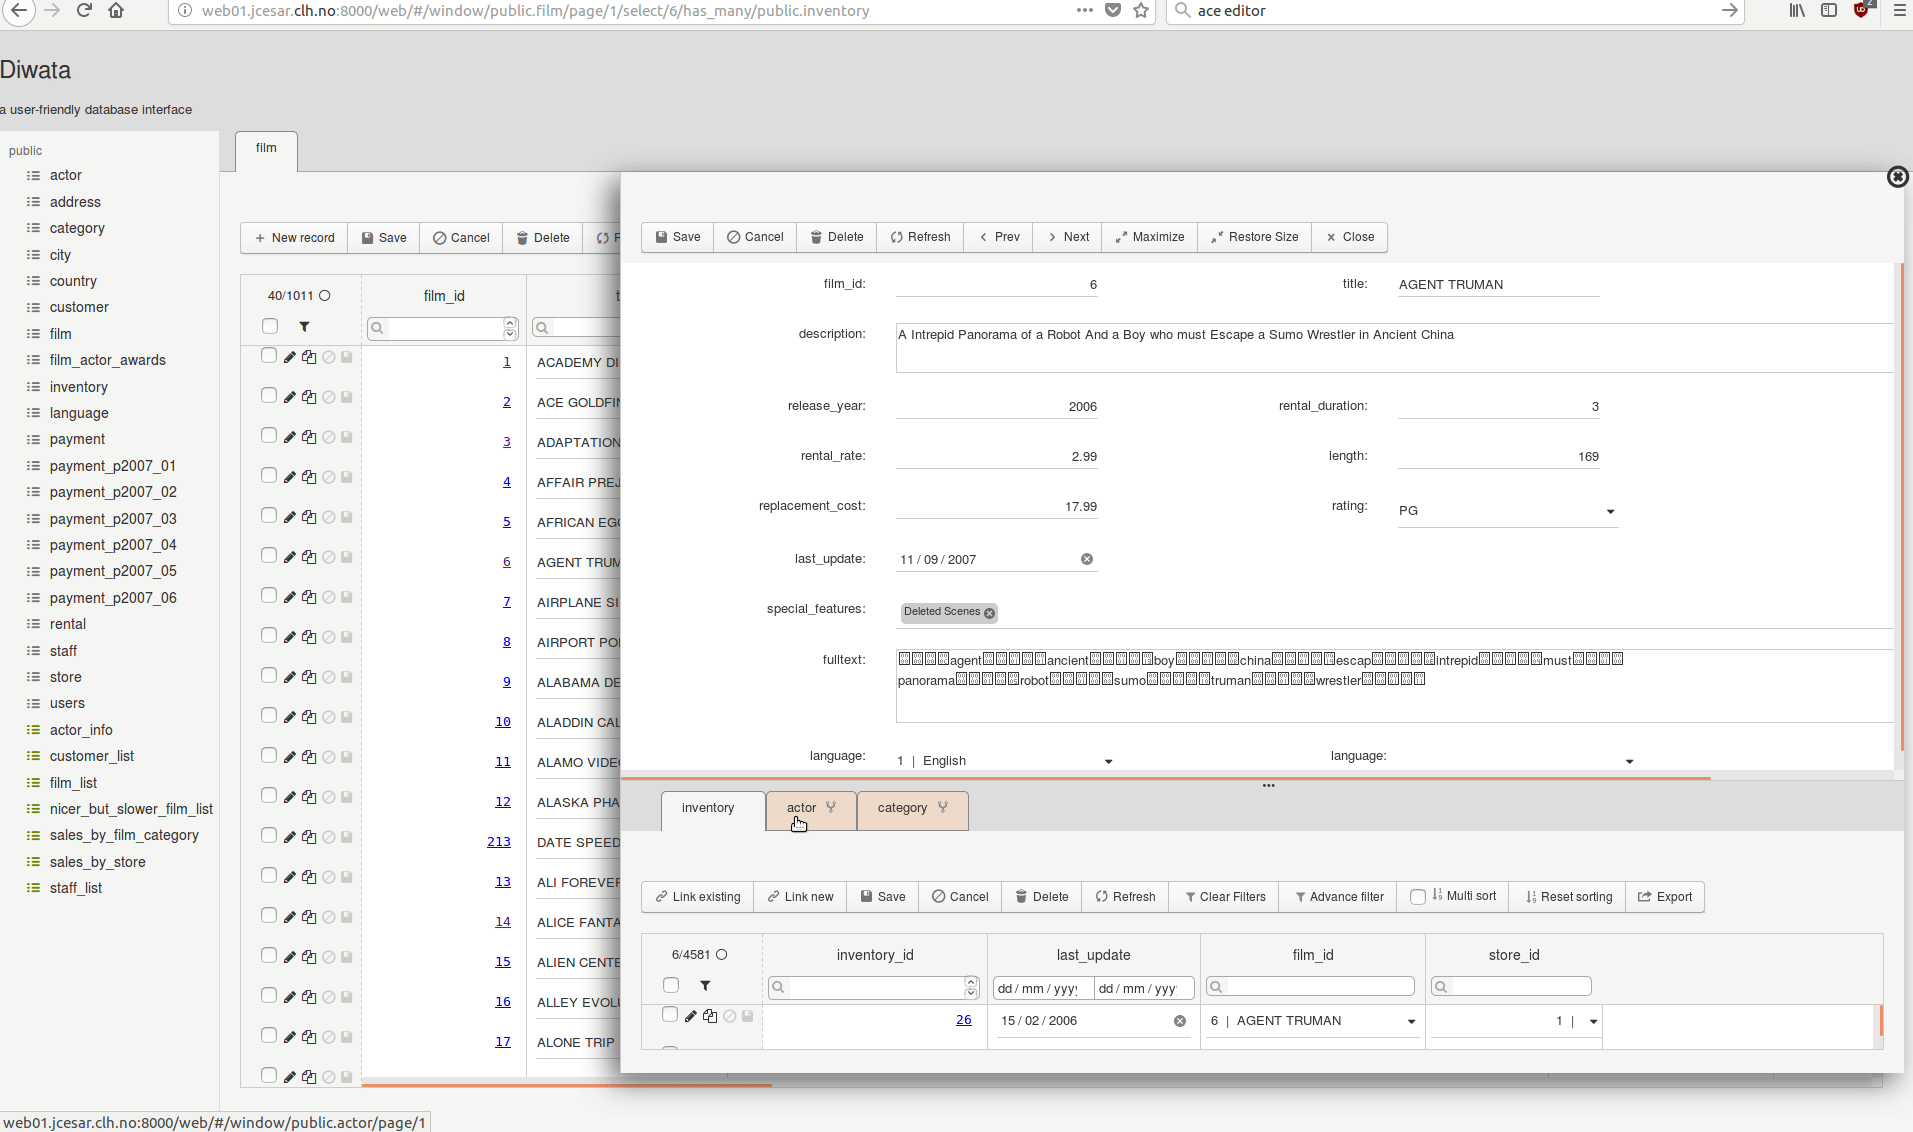 web01.jcesar.clh.no:8000/web/#/window/public.film/page/1/select/6/has_many/public.inventory
ace editor
2
Diwata
a user-friendly database interface
public
actor
address
category
city
country
customer
film
film_actor_awards
inventory
language
payment
payment_p2007_01
payment_p2007_02
payment_p2007_03
payment_p2007_04
payment_p2007_05
payment_p2007_06
rental
staff
store
users
actor_info
customer_list
film_list
nicer_but_slower_film_list
sales_by_film_category
sales_by_store
staff_list
film
New record Save Cancel Delete
40/1011 film_id
1 ACADEMY DI
2 ACE GOLDFI
3 ADAPTATION
4 AFFAIR PREJ
5 AFRICAN EG
6 AGENT TRUM
7 AIRPLANE SI
8 AIRPORT PO
9 ALABAMA DE
10 ALADDIN CAL
11 ALAMO VIDE
12 ALASKA PHA
213 DATE SPEED
13 ALI FOREVER
14 ALICE FANTA
15 ALIEN CENTE
16 ALLEY EVOL
17 ALONE TRIP
Save Cancel Delete Refresh Prev Next Maximize Restore Size Close
film_id: 6 title: AGENT TRUMAN
description: A Intrepid Panorama of a Robot And a Boy who must Escape a Sumo Wrestler in Ancient China
release_year: 2006 rental_duration: 3
rental_rate: 2.99 length: 169
replacement_cost: 17.99 rating: PG
last_update: 11 / 09 / 2007
special_features: Deleted Scenes
fulltext: agent ancient boy china escap intrepid must
panorama robot sumo truman wrestler
language: 1 | English language:
inventory actor category
Link existing Link new Save Cancel Delete Refresh Clear Filters Advance filter Multi sort Reset sorting Export
6/4581 inventory_id last_update film_id store_id
dd / mm / yyy dd / mm / yyy
26 15 / 02 / 2006 6 | AGENT TRUMAN 1 |
web01.jcesar.clh.no:8000/web/#/window/public.actor/page/1